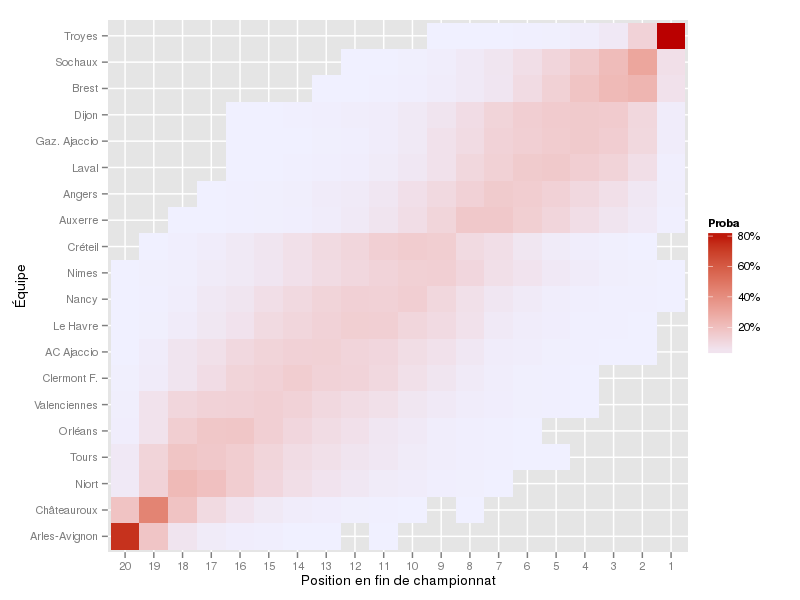 Troyes
Sochaux
Brest
Dijon
Gaz. Ajaccio
Laval
Angers
Auxerre
Créteil
Nimes
Nancy
Le Havre
AC Ajaccio
Clermont F.
Valenciennes
Orléans
Tours
Niort
Châteauroux
Arles-Avignon
Équipe
20 19 18 17 16 15 14 13 12 11 10 9 8 7 6 5 4 3 2 1
Position en fin de championnat
Proba
80%
60%
40%
20%